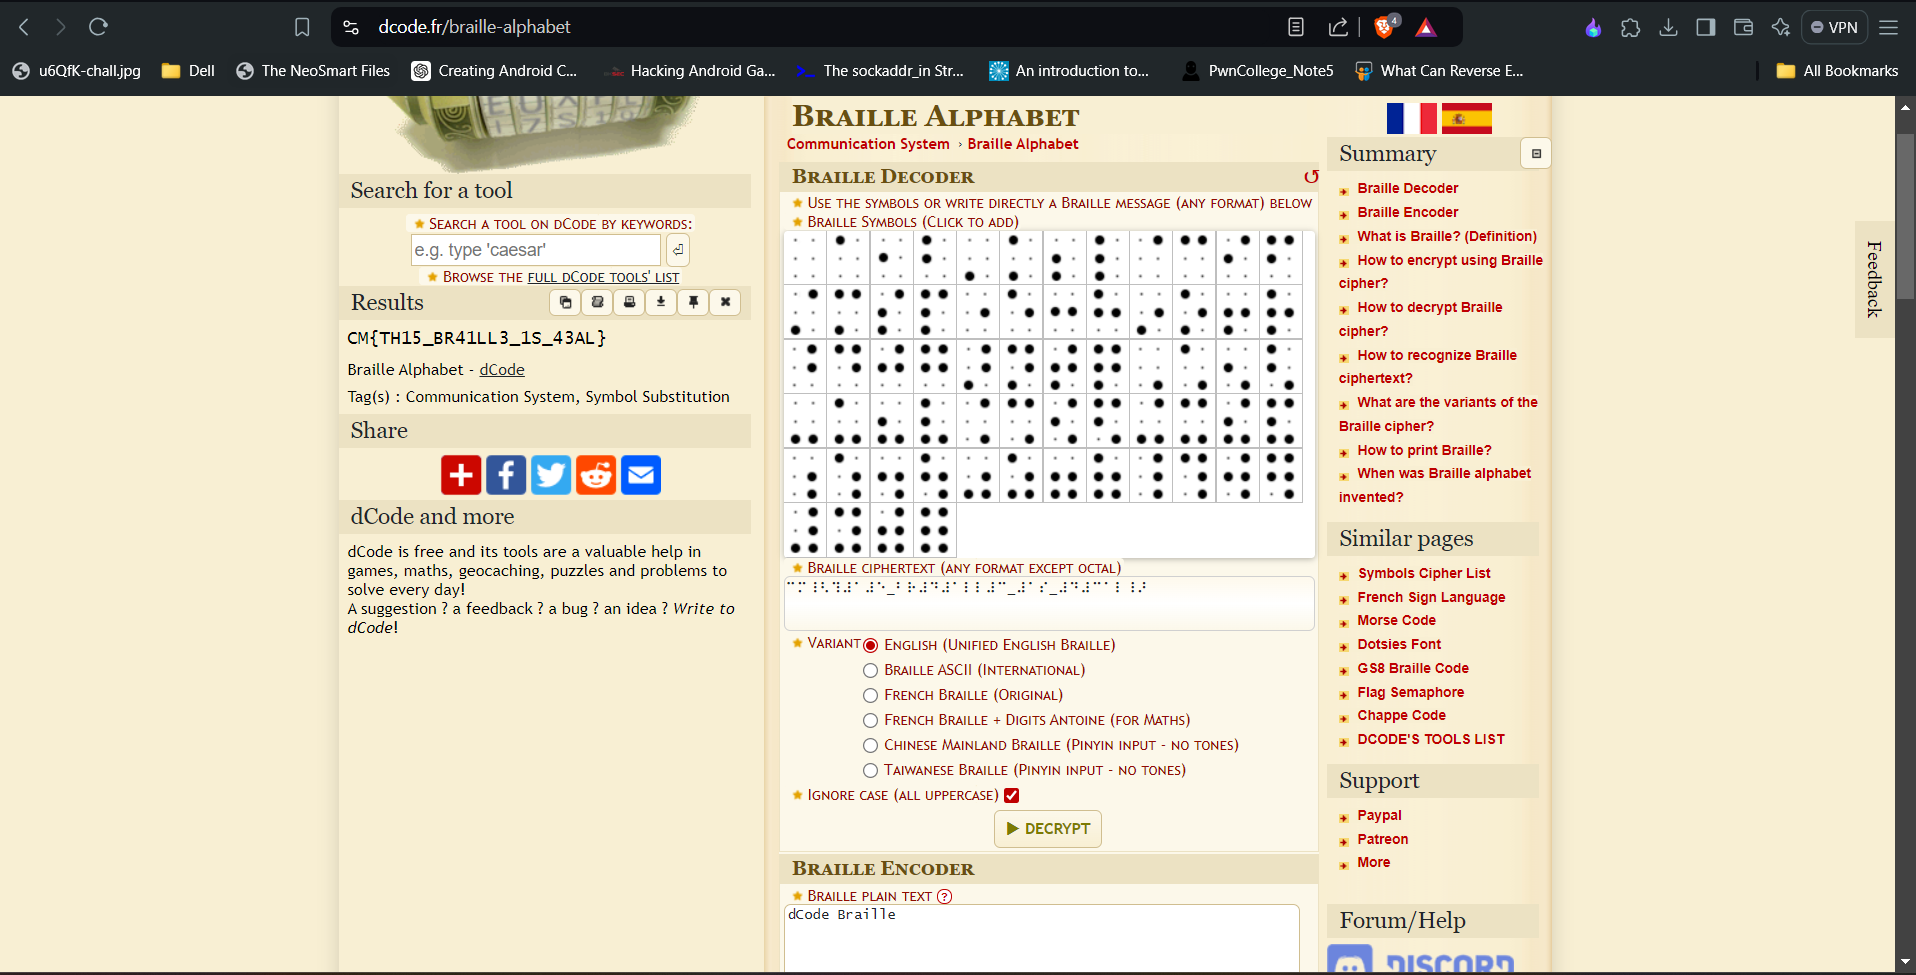 dcode.fr/braille-alphabet
4
VPN
u6QfK-chall.jpg
Dell
The NeoSmart Files
Creating Android C...
Hacking Android Ga...
The sockaddr_in Str...
An introduction to...
PwnCollege_Note5
What Can Reverse E...
All Bookmarks
Search for a tool
Search a tool on dCode by keywords:
e.g. type 'caesar'
Browse the full dCode tools' list
Results
CM{TH15_BR41LL3_1S_43AL}
Braille Alphabet - dCode
Tag(s) : Communication System, Symbol Substitution
Share
dCode and more
dCode is free and its tools are a valuable help in
games, maths, geocaching, puzzles and problems to
solve every day!
A suggestion ? a feedback ? a bug ? an idea ? Write to
dCode!
Braille Alphabet
Communication System › Braille Alphabet
Braille Decoder
Use the symbols or write directly a Braille message (any format) below
Braille Symbols (Click to add)
Braille ciphertext (any format except octal)
Variant
English (Unified English Braille)
Braille ASCII (International)
French Braille (Original)
French Braille + Digits Antoine (for Maths)
Chinese Mainland Braille (Pinyin input - no tones)
Taiwanese Braille (Pinyin input - no tones)
Ignore case (all uppercase)
► DECRYPT
Braille Encoder
Braille plain text ?
dCode Braille
Summary
Braille Decoder
Braille Encoder
What is Braille? (Definition)
How to encrypt using Braille
cipher?
How to decrypt Braille
cipher?
How to recognize Braille
ciphertext?
What are the variants of the
Braille cipher?
How to print Braille?
When was Braille alphabet
invented?
Similar pages
Symbols Cipher List
French Sign Language
Morse Code
Dotsies Font
GS8 Braille Code
Flag Semaphore
Chappe Code
DCODE'S TOOLS LIST
Support
Paypal
Patreon
More
Forum/Help
DISCORD
Feedback